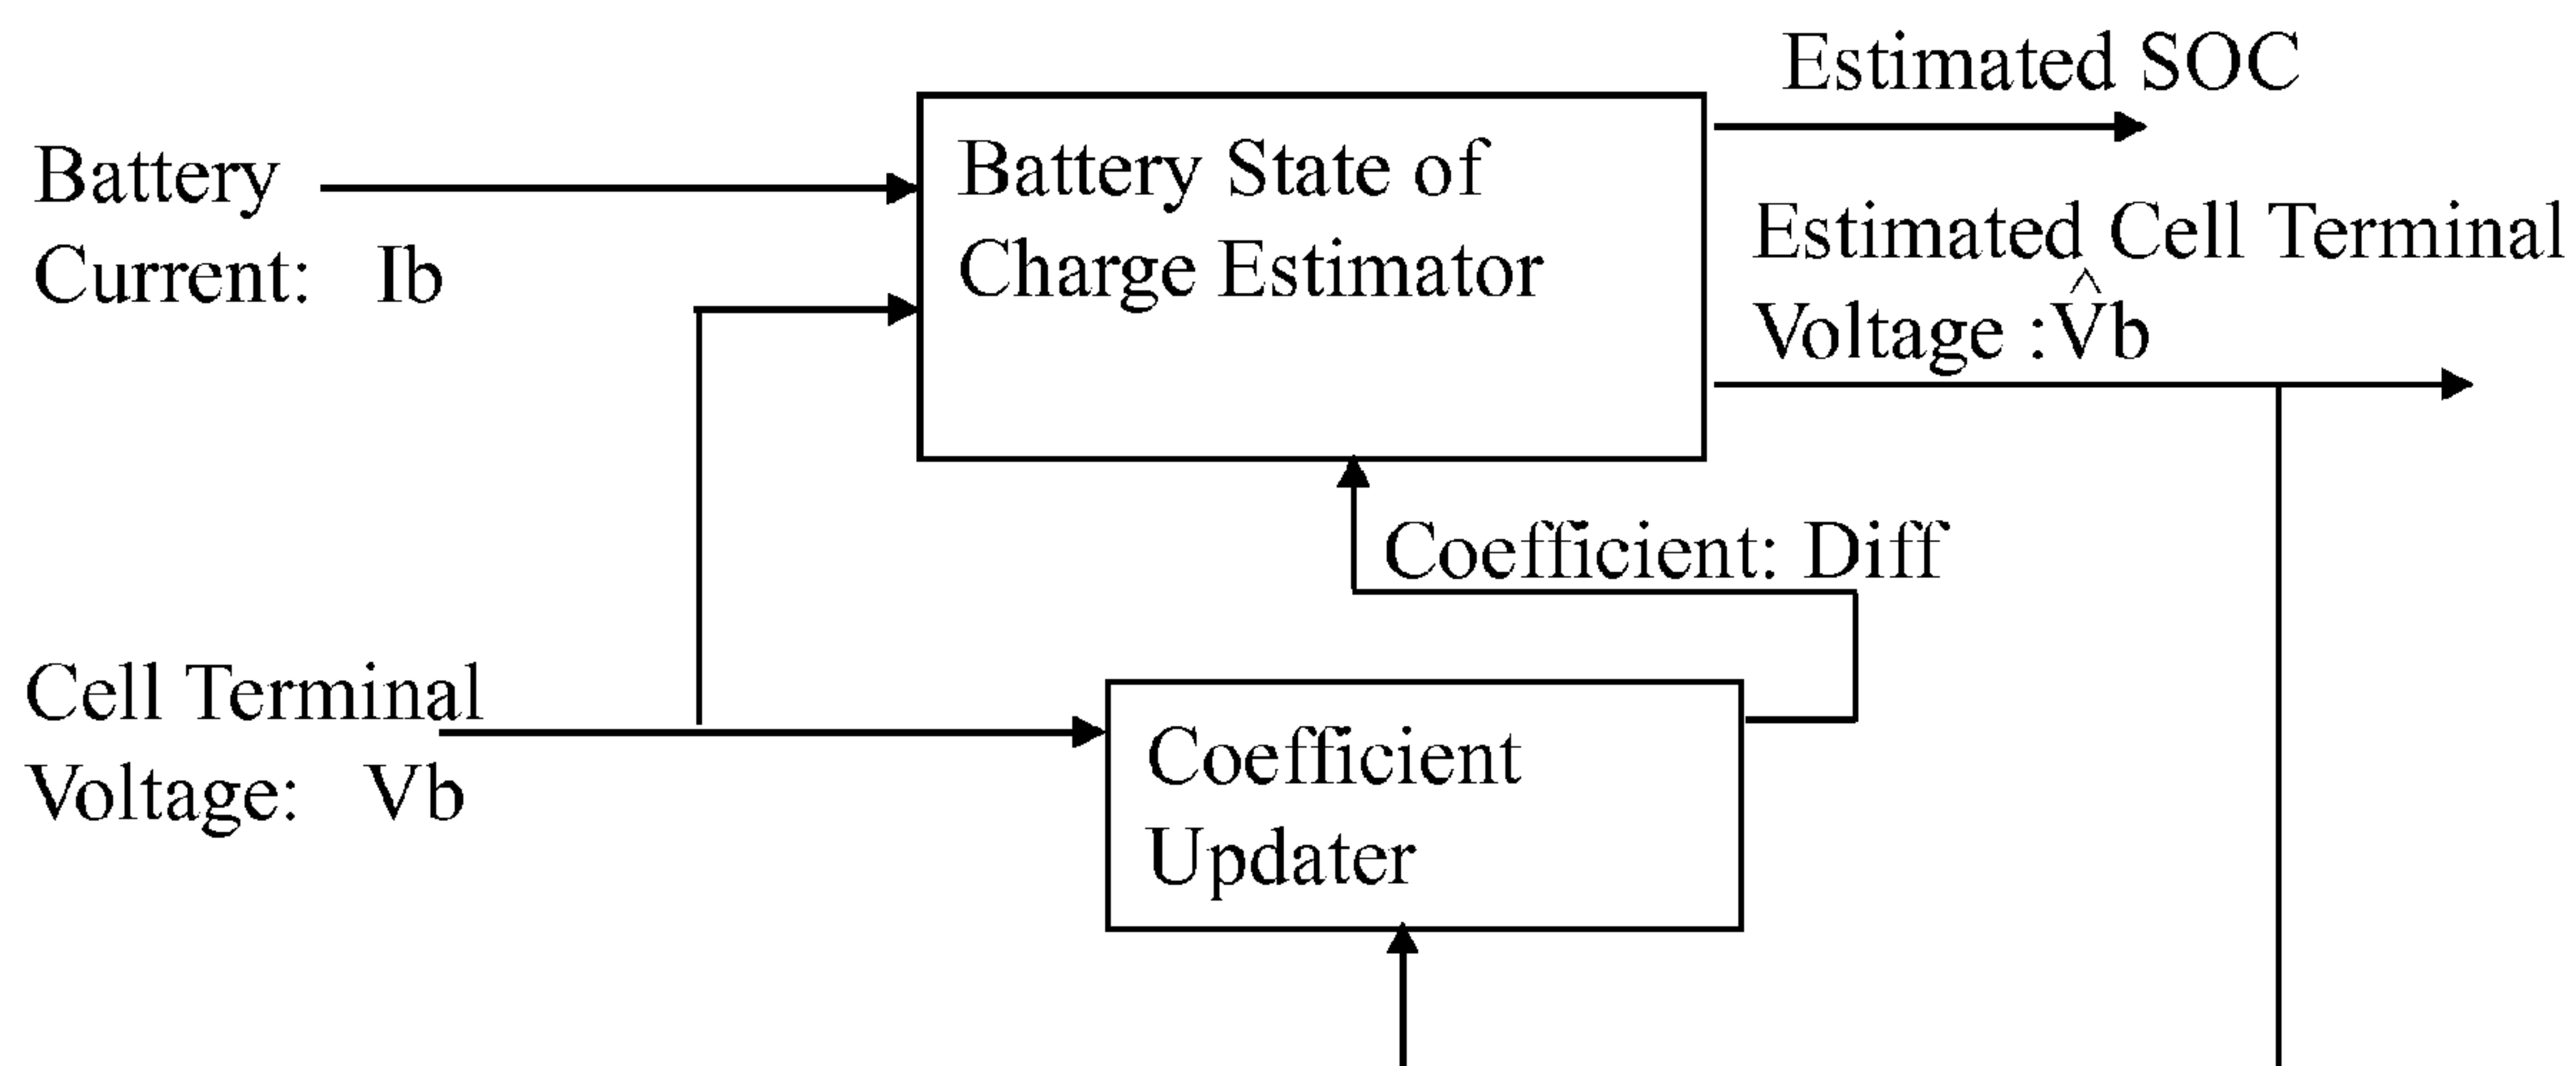 Estimated SOC
Battery
Current: Ib
Battery State of
Charge Estimator
Estimated Cell Terminal
Voltage :V̂b
Coefficient: Diff
Cell Terminal
Voltage: Vb
Coefficient
Updater